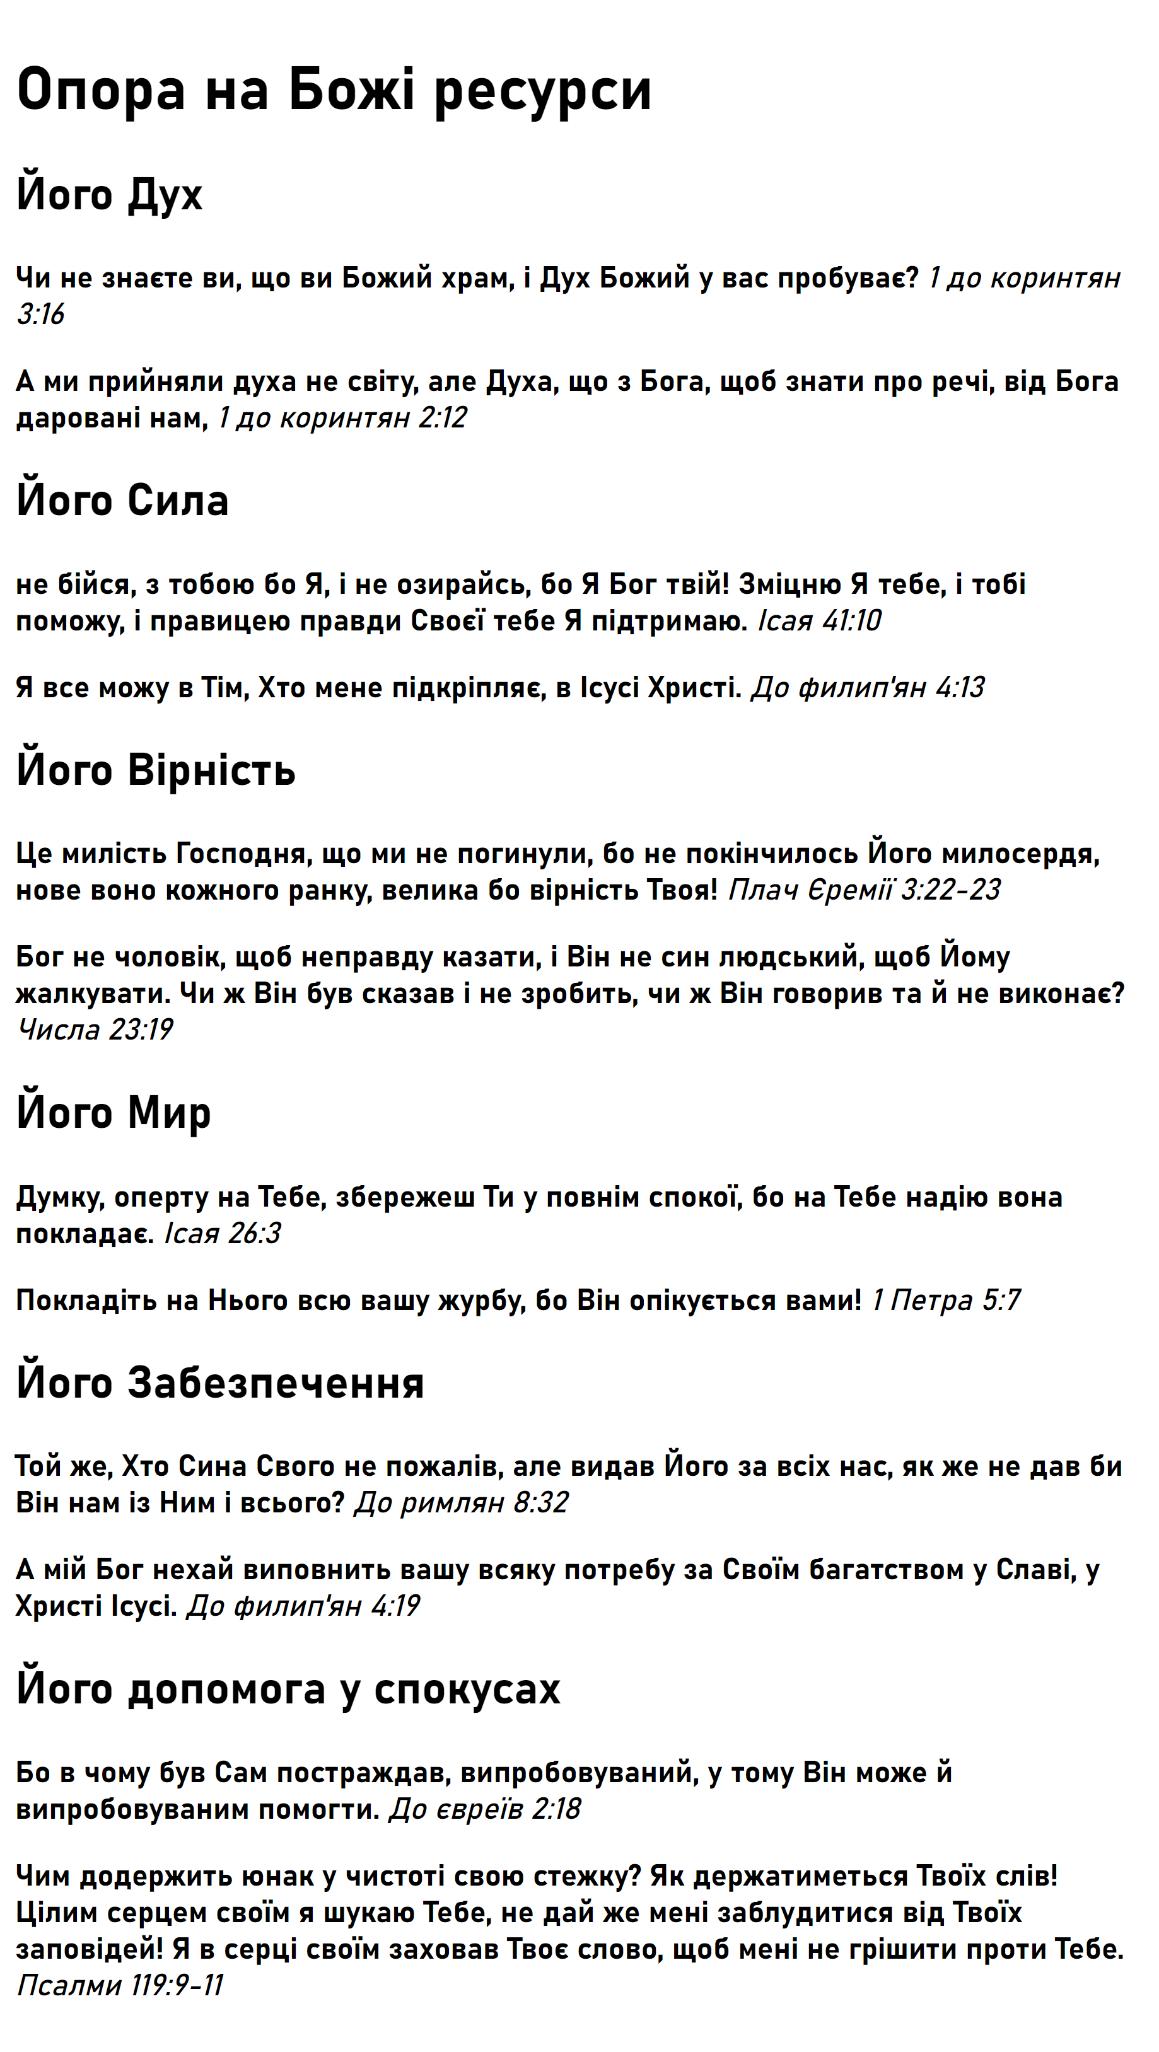 Опора на Божі ресурси
Його Дух
Чи не знаєте ви, що ви Божий храм, і Дух Божий у вас пробуває? 1 до коринтян
3:16
А ми прийняли духа не світу, але Духа, що з Бога, щоб знати про речі, від Бога
даровані нам, 1 до коринтян 2:12
Його Сила
не бійся, з тобою бо Я, і не озирайсь, бо Я Бог твій! Зміцню Я тебе, і тобі
поможу, і правицею правди Своєї тебе Я підтримаю. Ісая 41:10
Я все можу в Тім, Хто мене підкріпляє, в Ісусі Христі. До филип'ян 4:13
Його Вірність
Це милість Господня, що ми не погинули, бо не покінчилось Його милосердя,
нове воно кожного ранку, велика бо вірність Твоя! Плач Єремії 3:22-23
Бог не чоловік, щоб неправду казати, і Він не син людський, щоб Йому
жалкувати. Чи ж Він був сказав і не зробить, чи ж Він говорив та й не виконає?
Числа 23:19
Його Мир
Думку, оперту на Тебе, збережеш Ти у повнім спокої, бо на Тебе надію вона
покладає. Ісая 26:3
Покладіть на Нього всю вашу журбу, бо Він опікується вами! 1 Петра 5:7
Його Забезпечення
Той же, Хто Сина Свого не пожалів, але видав Його за всіх нас, як же не дав би
Він нам із Ним і всього? До римлян 8:32
А мій Бог нехай виповнить вашу всяку потребу за Своїм багатством у Славі, у
Христі Ісусі. До филип'ян 4:19
Його допомога у спокусах
Бо в чому був Сам постраждав, випробовуваний, у тому Він може й
випробовуваним помогти. До євреїв 2:18
Чим додержить юнак у чистоті свою стежку? Як держатиметься Твоїх слів!
Цілим серцем своїм я шукаю Тебе, не дай же мені заблудитися від Твоїх
заповідей! Я в серці своїм заховав Твоє слово, щоб мені не грішити проти Тебе.
Псалми 119:9-11